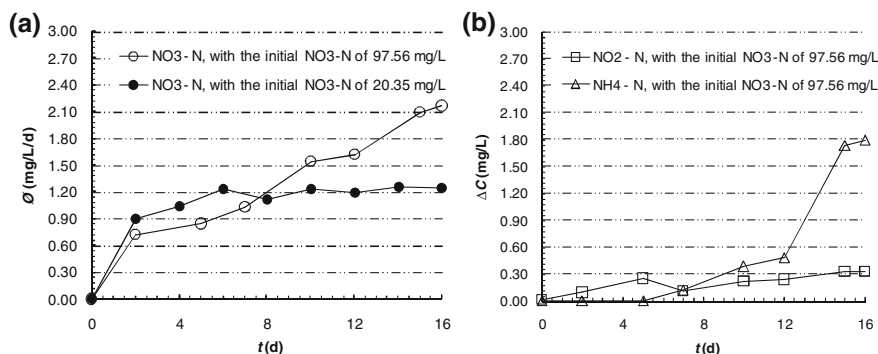 (a)
3.00
2.70
2.40
2.10
1.80
1.50
1.20
0.90
0.60
0.30
0.00
Ø (mg/L/d)
NO3-N, with the initial NO3-N of 97.56 mg/L
NO3-N, with the initial NO3-N of 20.35 mg/L
0 4 8 12 16
t(d)
(b)
3.00
2.70
2.40
2.10
1.80
1.50
1.20
0.90
0.60
0.30
0.00
ΔC (mg/L)
NO2 - N, with the initial NO3-N of 97.56 mg/L
NH4 - N, with the initial NO3-N of 97.56 mg/L
0 4 8 12 16
t(d)